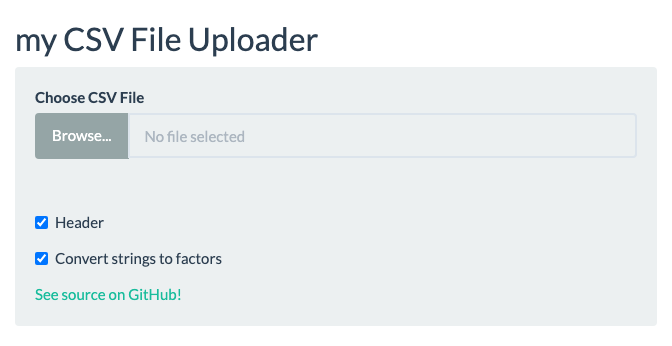 my CSV File Uploader
Choose CSV File
Browse... No file selected
Header
Convert strings to factors
See source on GitHub!